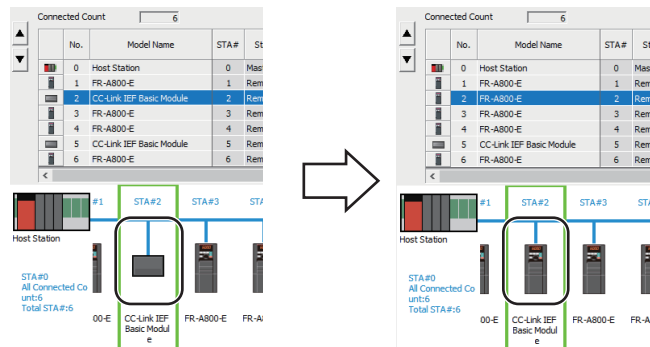 Connected Count 6
No. Model Name STA# St
0 Host Station 0 Mas
1 FR-A800-E 1 Rem
2 CC-Link IEF Basic Module 2 Rem
3 FR-A800-E 3 Rem
4 FR-A800-E 4 Rem
5 CC-Link IEF Basic Module 5 Rem
6 FR-A800-E 6 Rem
#1 STA#2 STA#3 STA
Host Station
STA#0
All Connected Co
unt:6
Total STA#:6
00-E CC-Link IEF FR-A800-E FR-A8
Basic Modul
e
Connected Count 6
No. Model Name STA# St
0 Host Station 0 Mas
1 FR-A800-E 1 Rem
2 FR-A800-E 2 Rem
3 FR-A800-E 3 Rem
4 FR-A800-E 4 Rem
5 CC-Link IEF Basic Module 5 Rem
6 FR-A800-E 6 Rem
#1 STA#2 STA#3 STA
Host Station
STA#0
All Connected Co
unt:6
Total STA#:6
00-E CC-Link IEF FR-A800-E FR-A
Basic Modul
e